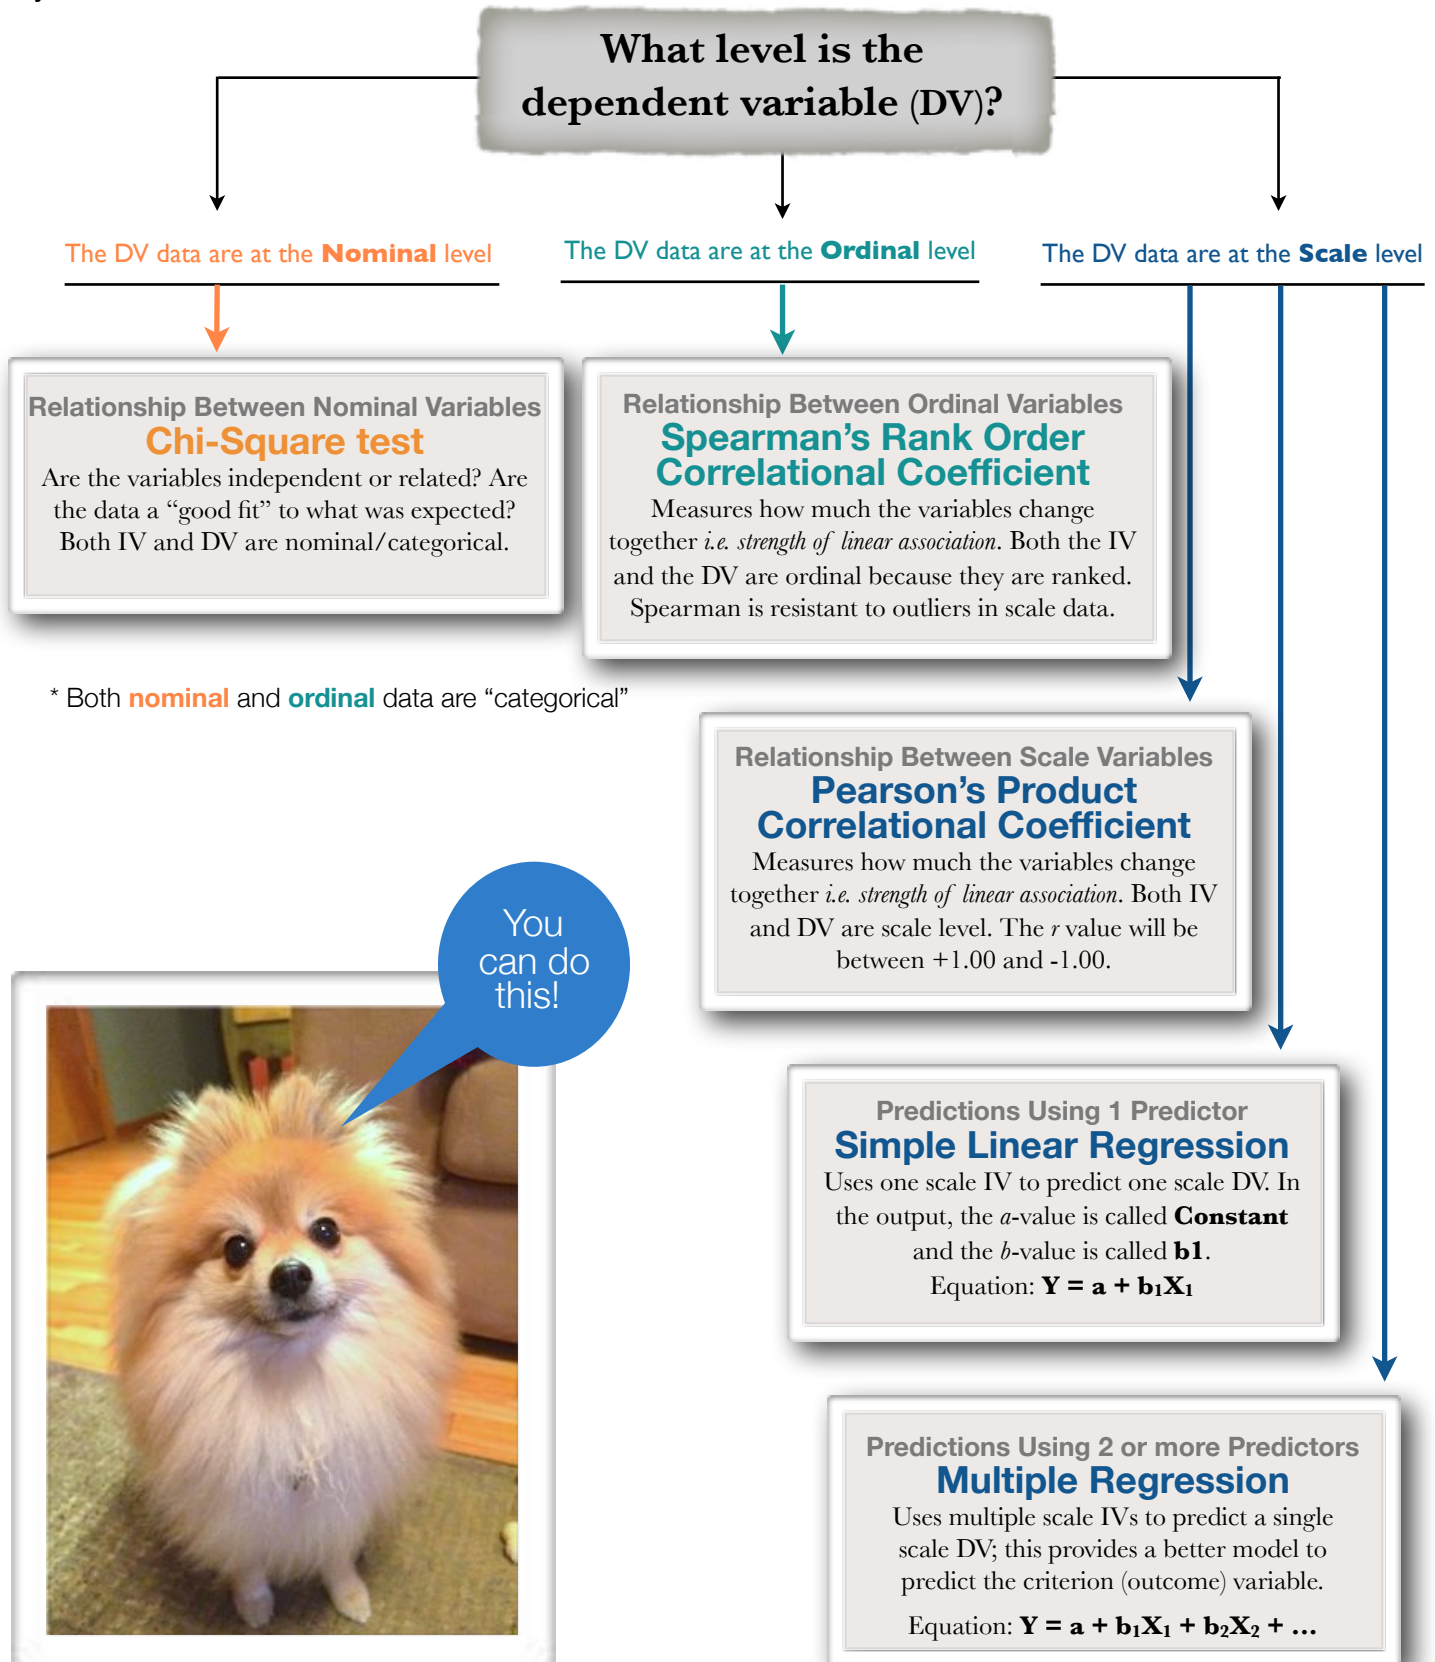 What level is the
dependent variable (DV)?
The DV data are at the Nominal level
The DV data are at the Ordinal level
The DV data are at the Scale level
Relationship Between Nominal Variables
Chi-Square test
Are the variables independent or related? Are
the data a “good fit” to what was expected?
Both IV and DV are nominal/categorical.
Relationship Between Ordinal Variables
Spearman’s Rank Order
Correlational Coefficient
Measures how much the variables change
together i.e. strength of linear association. Both the IV
and the DV are ordinal because they are ranked.
Spearman is resistant to outliers in scale data.
* Both nominal and ordinal data are “categorical”
Relationship Between Scale Variables
Pearson’s Product
Correlational Coefficient
Measures how much the variables change
together i.e. strength of linear association. Both IV
and DV are scale level. The r value will be
between +1.00 and -1.00.
You
can do
this!
Predictions Using 1 Predictor
Simple Linear Regression
Uses one scale IV to predict one scale DV. In
the output, the a-value is called Constant
and the b-value is called b1.
Equation: Y = a + b₁X₁
Predictions Using 2 or more Predictors
Multiple Regression
Uses multiple scale IVs to predict a single
scale DV; this provides a better model to
predict the criterion (outcome) variable.
Equation: Y = a + b₁X₁ + b₂X₂ + ...